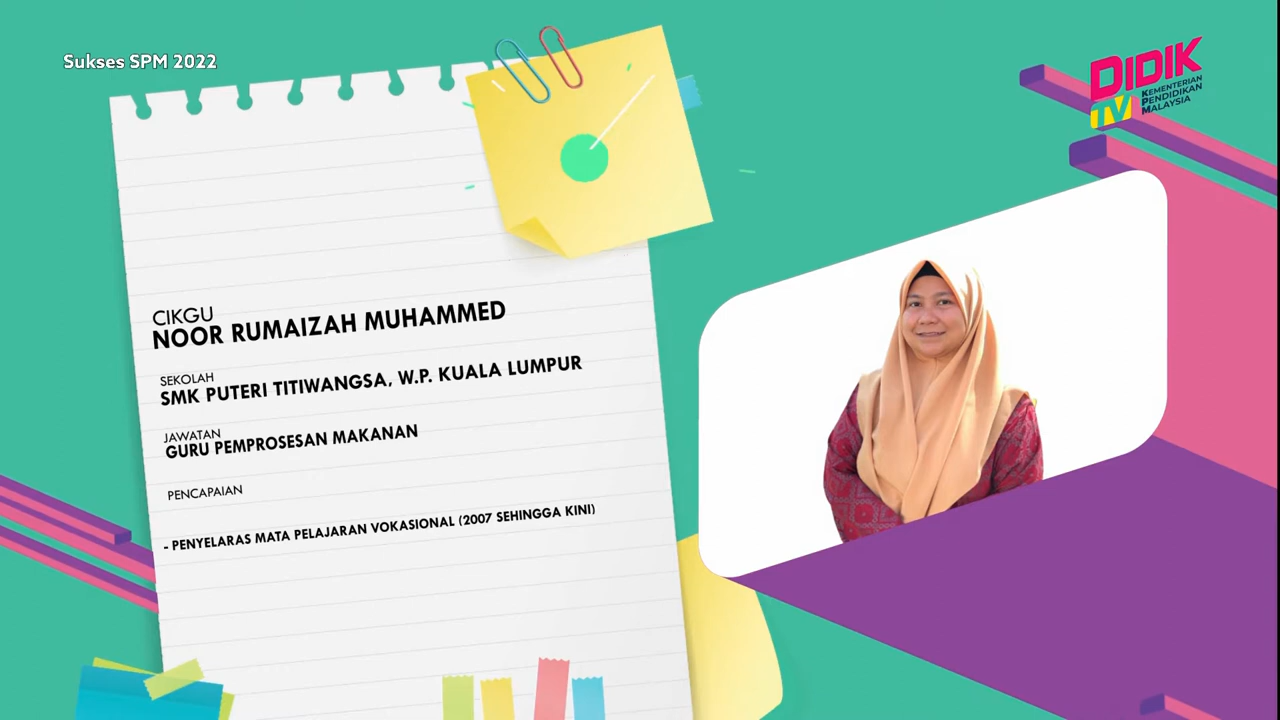 Sukses SPM 2022
DIDIK
TV
KEMENTERIAN
PENDIDIKAN
MALAYSIA
CIKGU
NOOR RUMAIZAH MUHAMMED
SEKOLAH
SMK PUTERI TITIWANGSA, W.P. KUALA LUMPUR
JAWATAN
GURU PEMPROSESAN MAKANAN
PENCAPAIAN
- PENYELARAS MATA PELAJARAN VOKASIONAL (2007 SEHINGGA KINI)